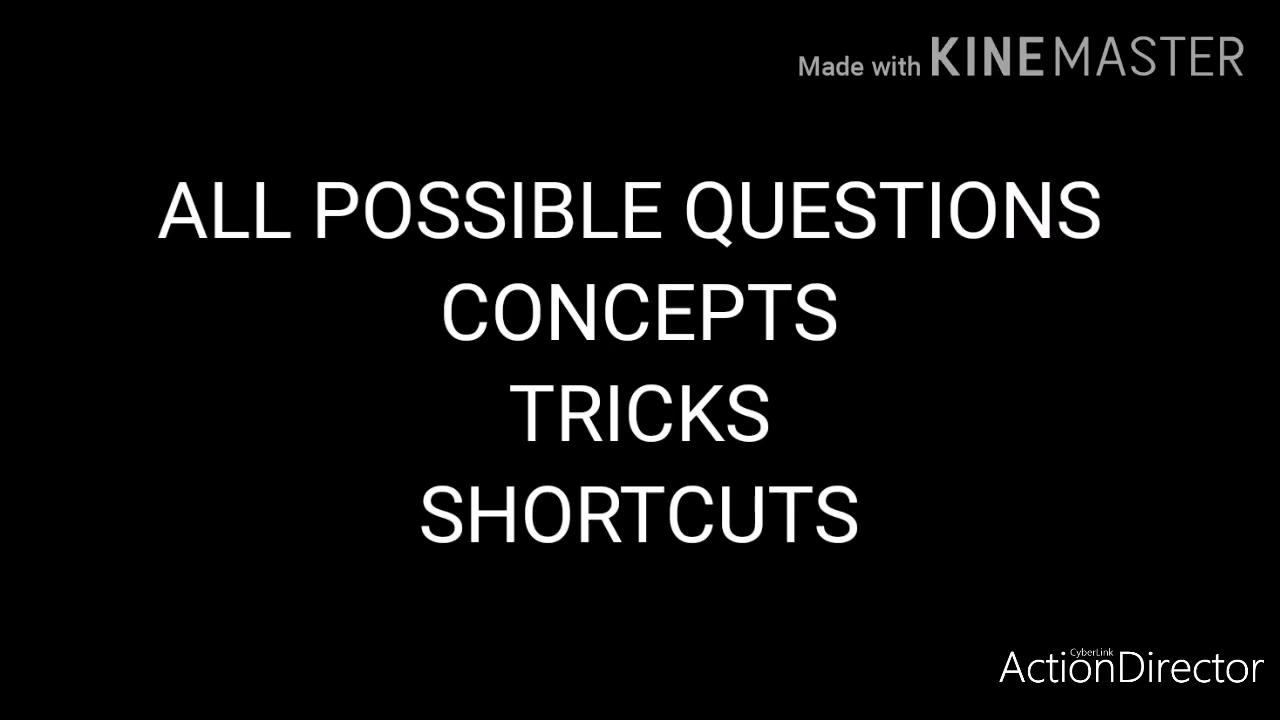 Made with KINEMASTER
ALL POSSIBLE QUESTIONS
CONCEPTS
TRICKS
SHORTCUTS
CyberLink
ActionDirector